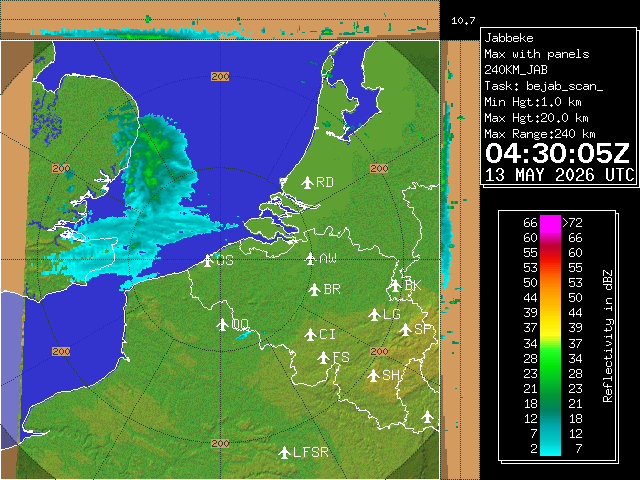 10.7
Jabbeke
Max with panels
240KM_JAB
Task: bejab_scan_
Min Hgt:1.0 km
Max Hgt:20.0 km
Max Range:240 km
04:30:05Z
13 MAY 2026 UTC
200
200
200
RD
OS
AW
BR
BK
OO
LG
CI
SP
FS
SH
200
200
200
LFSR
66 >72
60 66
55 60
53 55
50 53
44 50
39 44
37 39
34 37
28 34
23 28
21 23
18 21
12 18
7 12
2 7
Reflectivity in dBZ